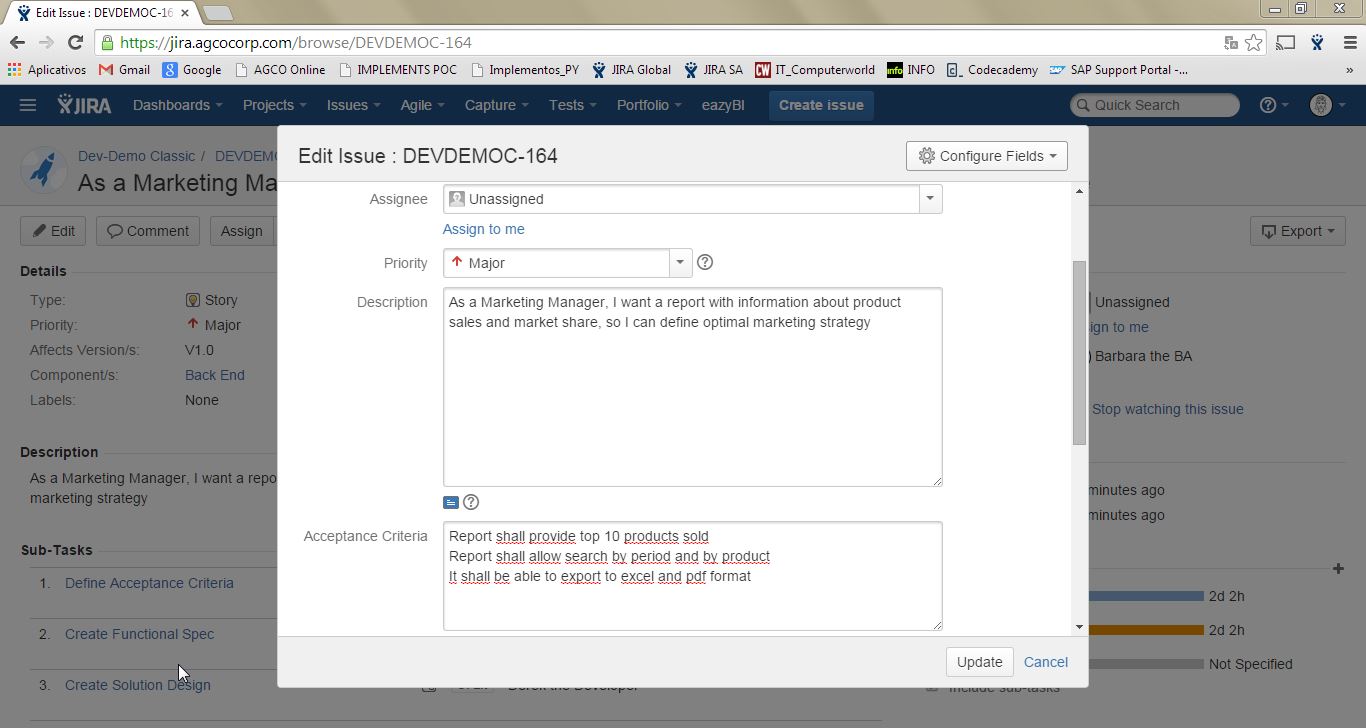 Edit Issue : DEVDEMOC-16
https://jira.agcocorp.com/browse/DEVDEMOC-164
Aplicativos Gmail Google AGCO Online IMPLEMENTS POC Implementos_PY JIRA Global JIRA SA IT_Computerworld INFO Codecademy SAP Support Portal -... »
JIRA Dashboards Projects Issues Agile Capture Tests Portfolio eazyBI Create issue Quick Search
Dev-Demo Classic /
As a Marketing Ma
Edit Comment Assign Export
Details
Type: Story
Priority: Major
Affects Version/s: V1.0
Component/s: Back End
Labels: None
Description
As a Marketing Manager, I want a repo
marketing strategy
Sub-Tasks
1. Define Acceptance Criteria
2. Create Functional Spec
3. Create Solution Design
Edit Issue : DEVDEMOC-164
Configure Fields
Assignee Unassigned
Assign to me
Priority Major
Description As a Marketing Manager, I want a report with information about product
sales and market share, so I can define optimal marketing strategy
Acceptance Criteria Report shall provide top 10 products sold
Report shall allow search by period and by product
It shall be able to export to excel and pdf format
Update Cancel
Unassigned
ign to me
Barbara the BA
Stop watching this issue
minutes ago
minutes ago
2d 2h
2d 2h
Not Specified